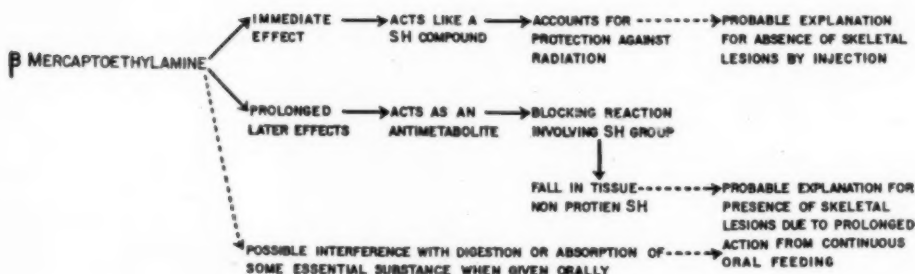 β MERCAPTOETHYLAMINE
IMMEDIATE
EFFECT
ACTS LIKE A
SH COMPOUND
ACCOUNTS FOR
PROTECTION AGAINST
RADIATION
PROBABLE EXPLANATION
FOR ABSENCE OF SKELETAL
LESIONS BY INJECTION
PROLONGED
LATER EFFECTS
ACTS AS AN
ANTIMETABOLITE
BLOCKING REACTION
INVOLVING SH GROUP
FALL IN TISSUE
NON PROTIEN SH
PROBABLE EXPLANATION FOR
PRESENCE OF SKELETAL
LESIONS DUE TO PROLONGED
ACTION FROM CONTINUOUS
ORAL FEEDING
POSSIBLE INTERFERENCE WITH DIGESTION OR ABSORPTION OF
SOME ESSENTIAL SUBSTANCE WHEN GIVEN ORALLY